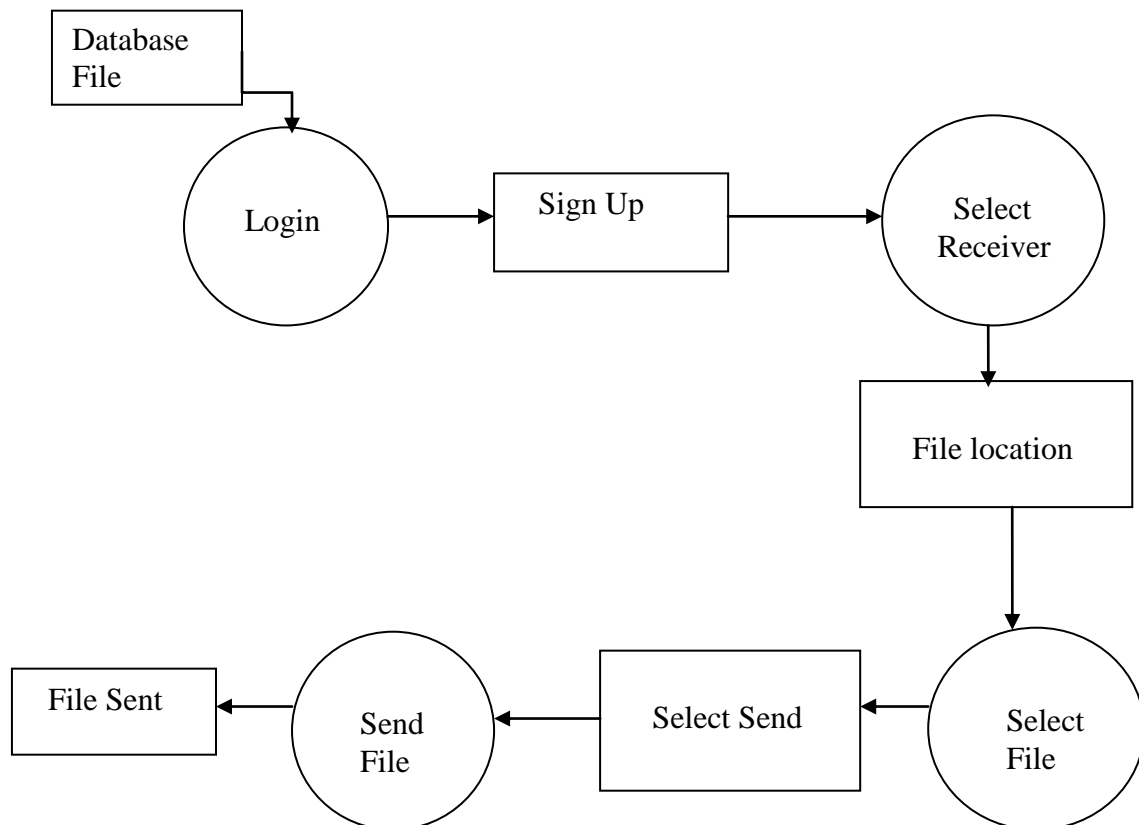 Database
File
Login
Sign Up
Select
Receiver
File location
Select
File
Select Send
Send
File
File Sent